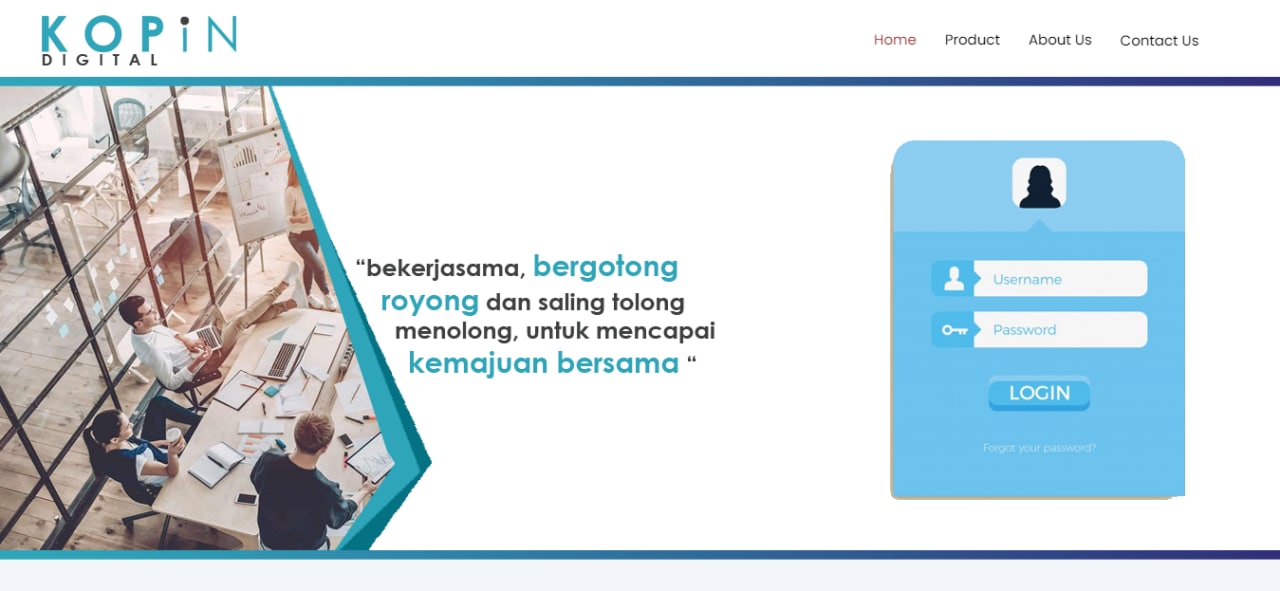 KOPiN
DIGITAL
Home Product About Us Contact Us
“bekerjasama, bergotong
royong dan saling tolong
menolong, untuk mencapai
kemajuan bersama “
Username
Password
LOGIN
Forgot your password?